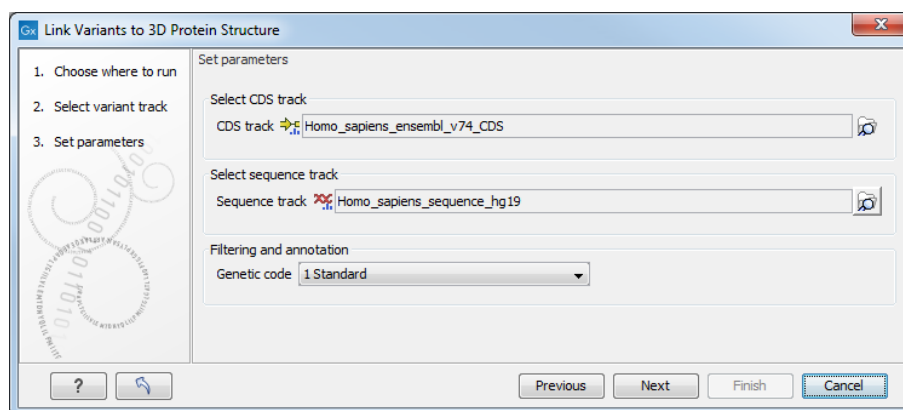 Gx Link Variants to 3D Protein Structure
1. Choose where to run
2. Select variant track
3. Set parameters
Set parameters
Select CDS track
CDS track Homo_sapiens_ensembl_v74_CDS
Select sequence track
Sequence track Homo_sapiens_sequence_hg19
Filtering and annotation
Genetic code 1 Standard
? Previous Next Finish Cancel